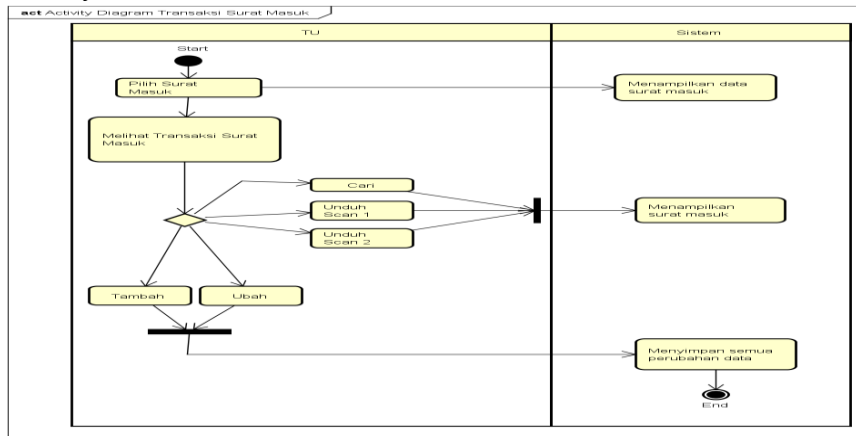 act Activity Diagram Transaksi Surat Masuk
TU
Sistem
Start
Pilih Surat
Masuk
Menampilkan data
surat masuk
Melihat Transaksi Surat
Masuk
Cari
Unduh
Scan 1
Menampilkan
surat masuk
Unduh
Scan 2
Tambah
Ubah
Menyimpan semua
perubahan data
End